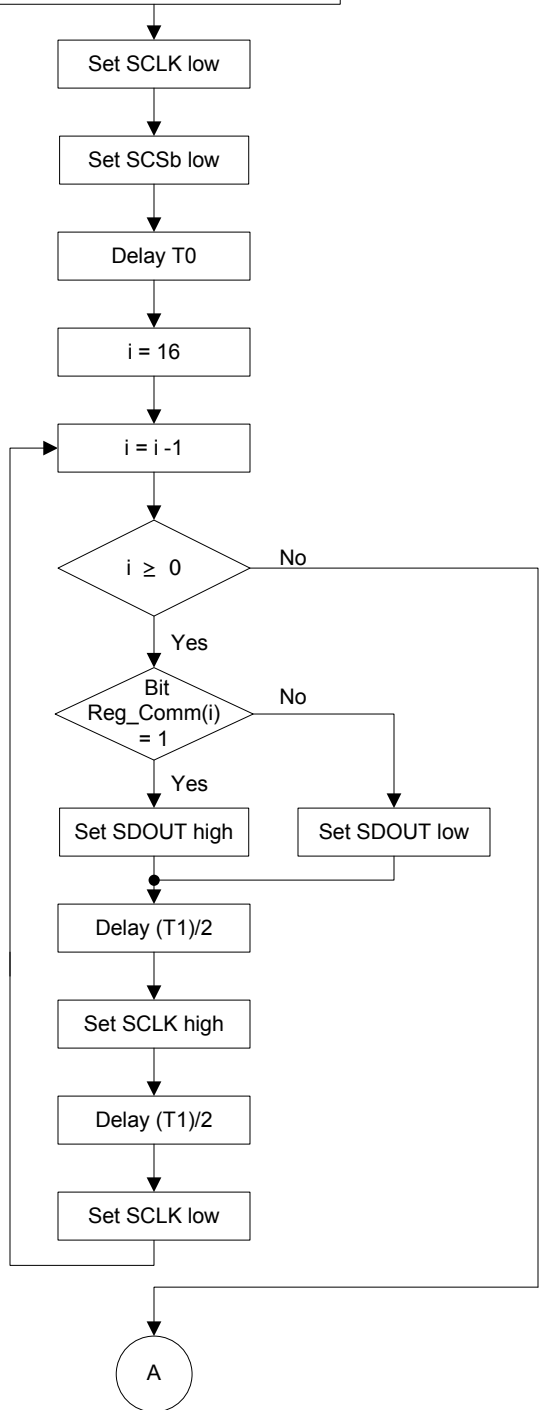 Set SCLK low
Set SCSb low
Delay T0
i = 16
i = i -1
i ≥ 0
No
Yes
Bit
Reg_Comm(i)
= 1
No
Yes
Set SDOUT high
Set SDOUT low
Delay (T1)/2
Set SCLK high
Delay (T1)/2
Set SCLK low
A